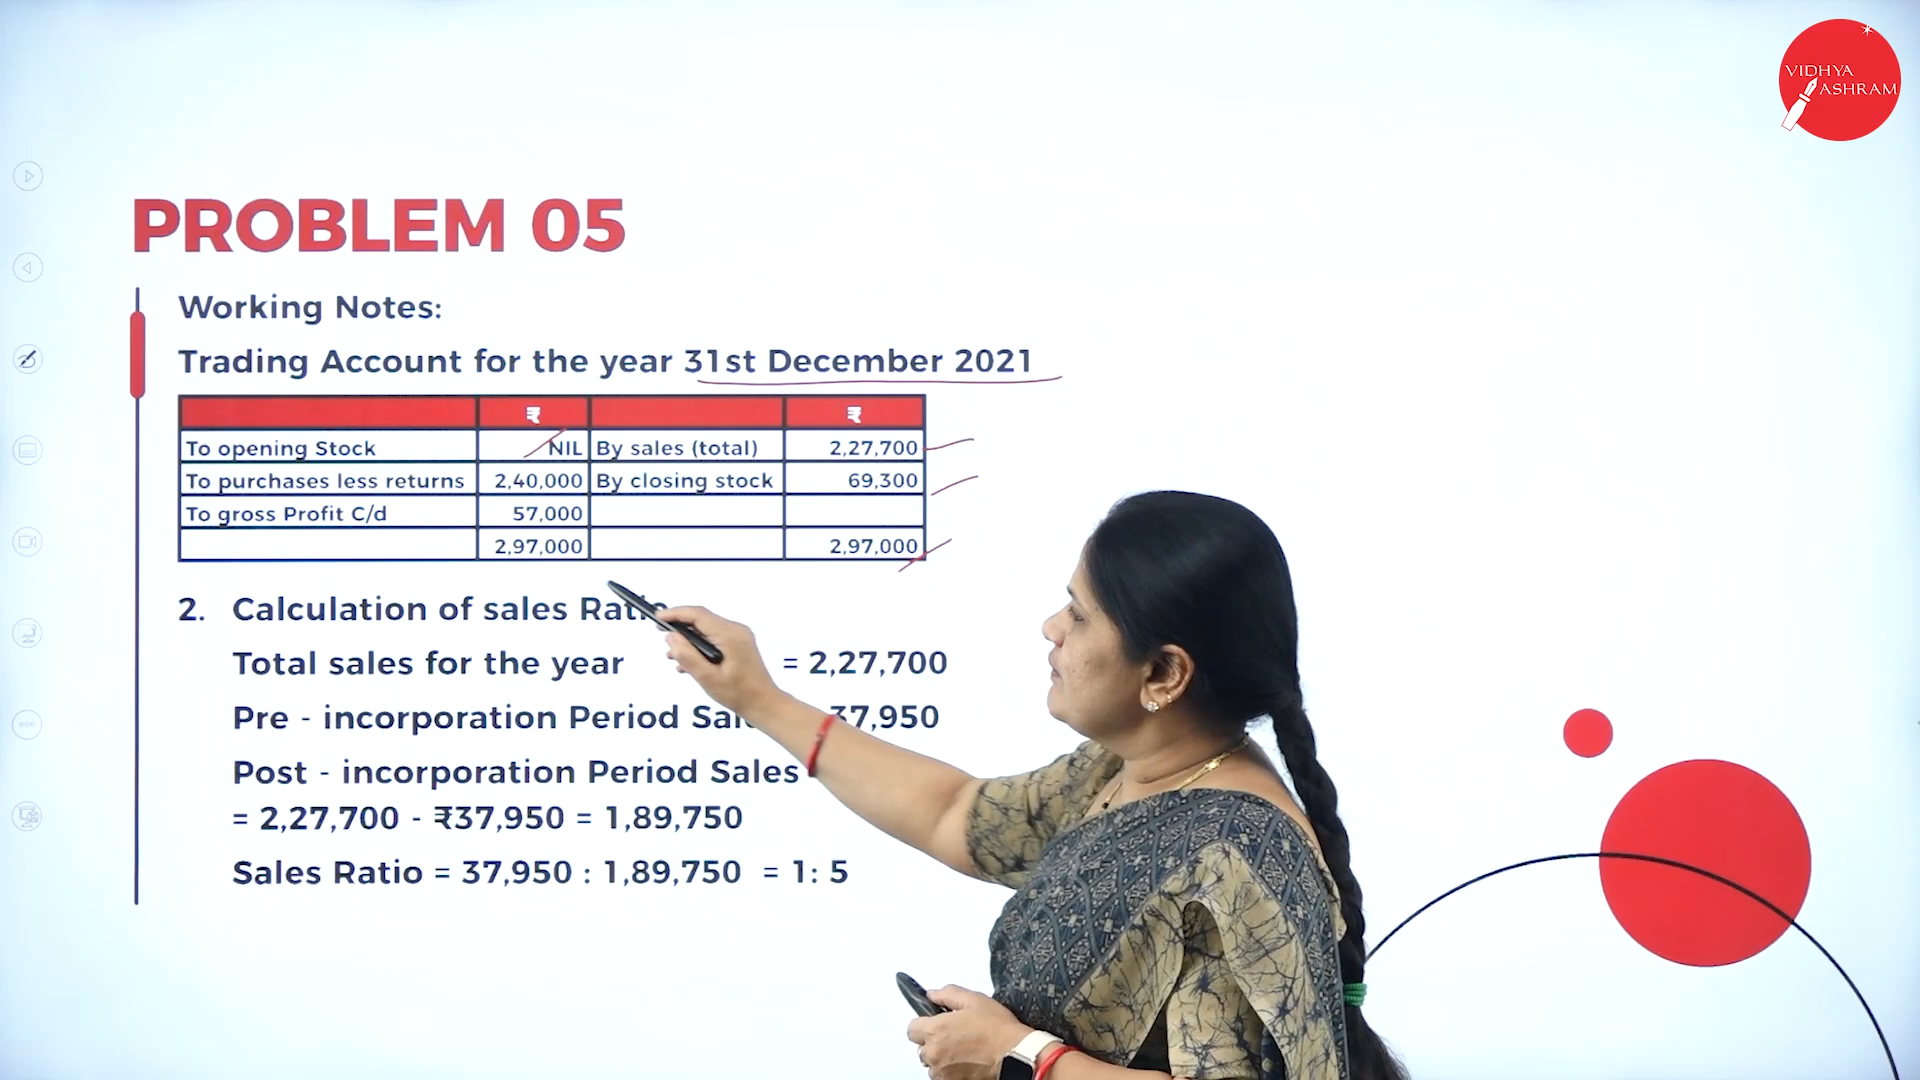 VIDHYA
ASHRAM
PROBLEM 05
Working Notes:
Trading Account for the year 31st December 2021
₹ ₹
To opening Stock NIL By sales (total) 2,27,700
To purchases less returns 2,40,000 By closing stock 69,300
To gross Profit C/d 57,000
2,97,000 2,97,000
2. Calculation of sales
Total sales for the year = 2,27,700
Pre - incorporation Period 37,950
Post - incorporation Period Sales
= 2,27,700 - ₹37,950 = 1,89,750
Sales Ratio = 37,950 : 1,89,750 = 1: 5